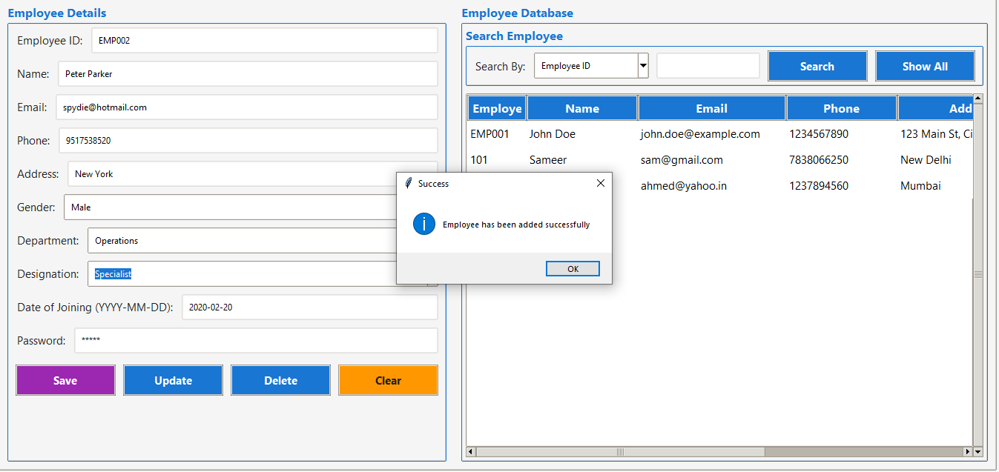 Employee Details
Employee ID: EMP002
Name: Peter Parker
Email: spydie@hotmail.com
Phone: 9517538520
Address: New York
Gender: Male
Department: Operations
Designation: Specialist
Date of Joining (YYYY-MM-DD): 2020-02-20
Password: *****
Save Update Delete Clear
Employee Database
Search Employee
Search By: Employee ID Search Show All
Employe Name Email Phone Add
EMP001 John Doe john.doe@example.com 1234567890 123 Main St, Ci
101 Sameer sam@gmail.com 7838066250 New Delhi
ahmed@yahoo.in 1237894560 Mumbai
Success
Employee has been added successfully
OK